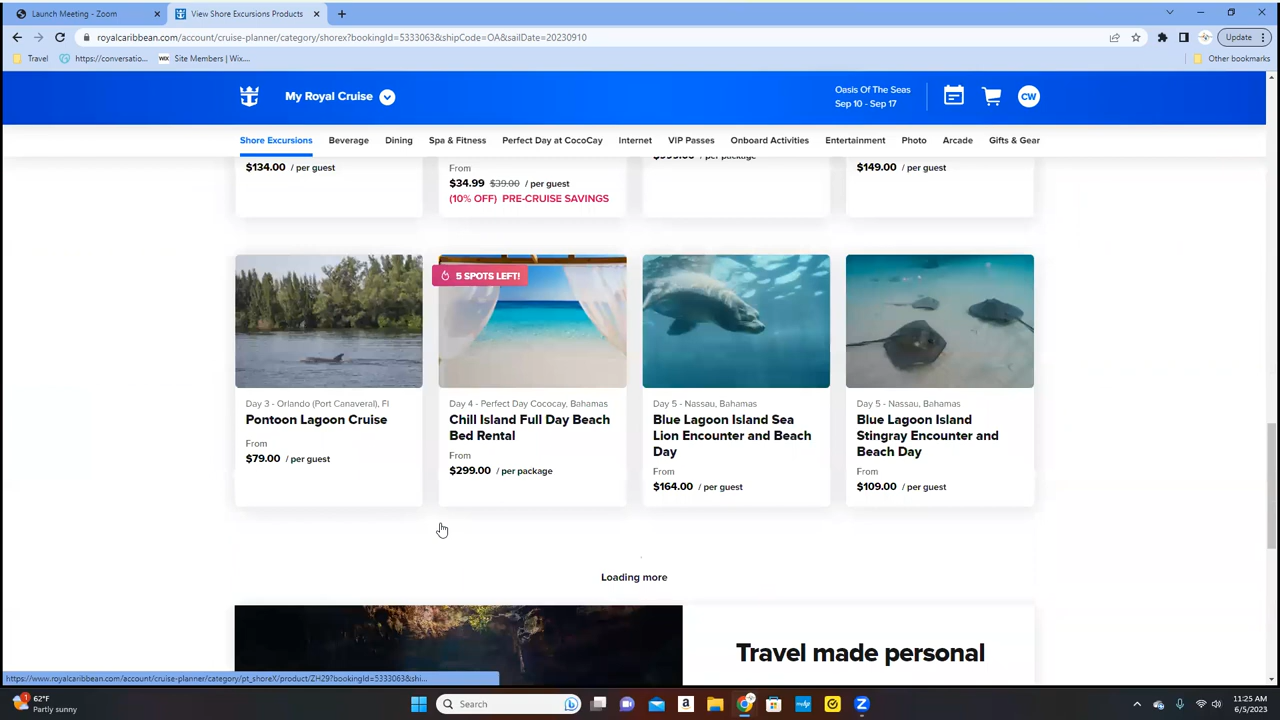 Launch Meeting - Zoom
View Shore Excursions Products
royalcaribbean.com/account/cruise-planner/category/shorex?bookingId=5333063&shipCode=OA&sailDate=20230910
Update
Travel
https://conversatio...
Site Members | Wix....
Other bookmarks
My Royal Cruise
Oasis Of The Seas
Sep 10 - Sep 17
CW
Shore Excursions Beverage Dining Spa & Fitness Perfect Day at CocoCay Internet VIP Passes Onboard Activities Entertainment Photo Arcade Gifts & Gear
$134.00 / per guest
From
$34.99 $39.00 / per guest
(10% OFF) PRE-CRUISE SAVINGS
/ per package
$149.00 / per guest
Day 3 - Orlando (Port Canaveral), Fl
Pontoon Lagoon Cruise
From
$79.00 / per guest
5 SPOTS LEFT!
Day 4 - Perfect Day Cococay, Bahamas
Chill Island Full Day Beach
Bed Rental
From
$299.00 / per package
Day 5 - Nassau, Bahamas
Blue Lagoon Island Sea
Lion Encounter and Beach
Day
From
$164.00 / per guest
Day 5 - Nassau, Bahamas
Blue Lagoon Island
Stingray Encounter and
Beach Day
From
$109.00 / per guest
Loading more
Travel made personal
https://www.royalcaribbean.com/account/cruise-planner/category/pt_shoreX/product/ZH29?bookingId=5333063&shi...
1
62°F
Partly sunny
Search
11:25 AM
6/5/2023